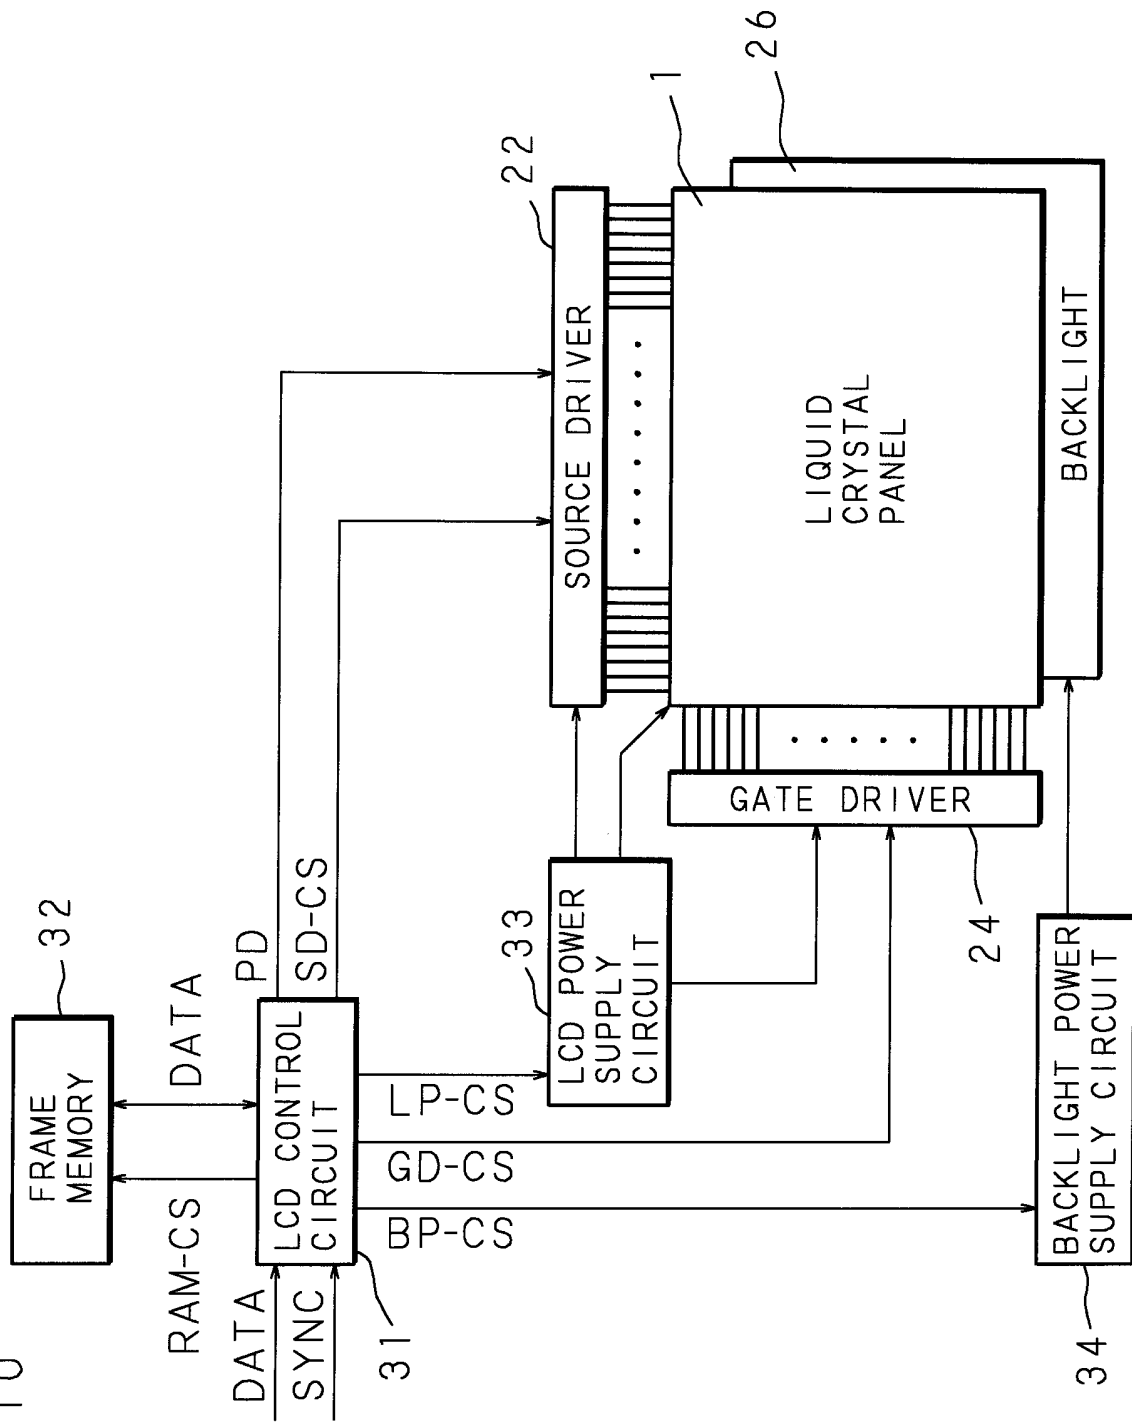 10
FRAME
MEMORY
32
RAM-CS
DATA
DATA
SYNC
LCD CONTROL
CIRCUIT
31
PD
SD-CS
LP-CS
GD-CS
BP-CS
33
LCD POWER
SUPPLY
CIRCUIT
SOURCE DRIVER
22
GATE DRIVER
24
LIQUID
CRYSTAL
PANEL
1
BACKLIGHT
26
BACKLIGHT POWER
SUPPLY CIRCUIT
34